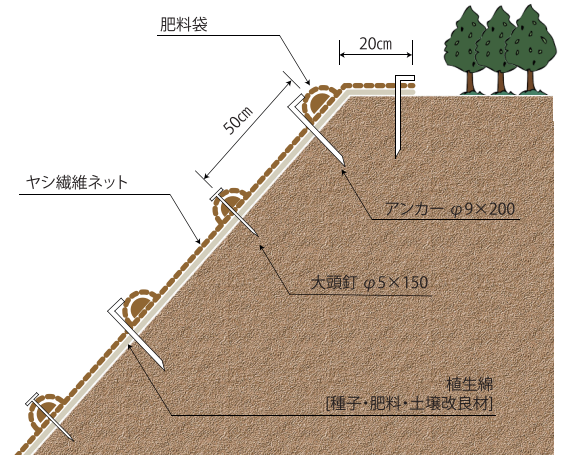 肥料袋
20㎝
50㎝
ヤシ繊維ネット
アンカー φ9×200
大頭釘 φ5×150
植生綿
[種子・肥料・土壌改良材]